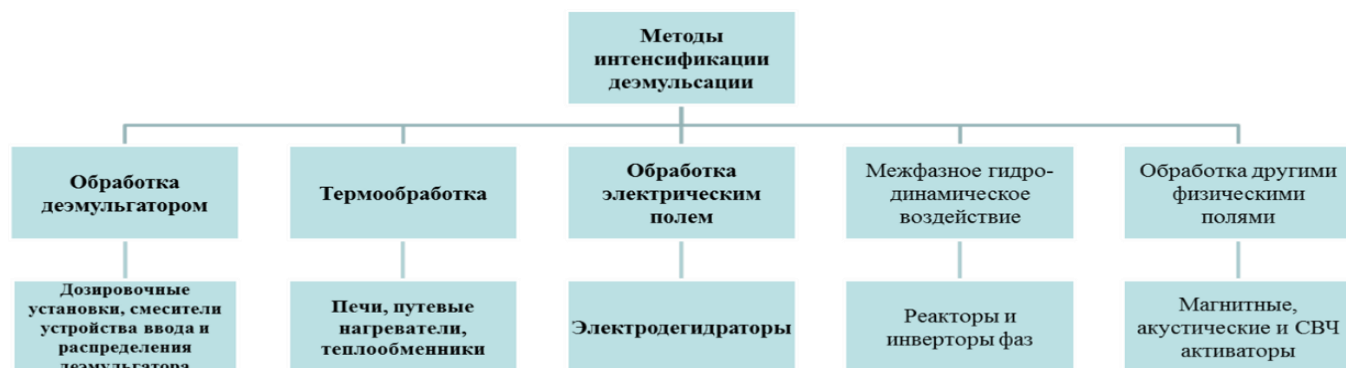 Методы
интенсификации
деэмульсации
Обработка
деэмульгатором
Термообработка
Обработка
электрическим
полем
Межфазное гидро-
динамическое
воздействие
Обработка другими
физическими
полями
Дозировочные
установки, смесители
устройства ввода и
распределения
деэмульгатора
Печи, путевые
нагреватели,
теплообменники
Электродегидраторы
Реакторы и
инверторы фаз
Магнитные,
акустические и СВЧ
активаторы